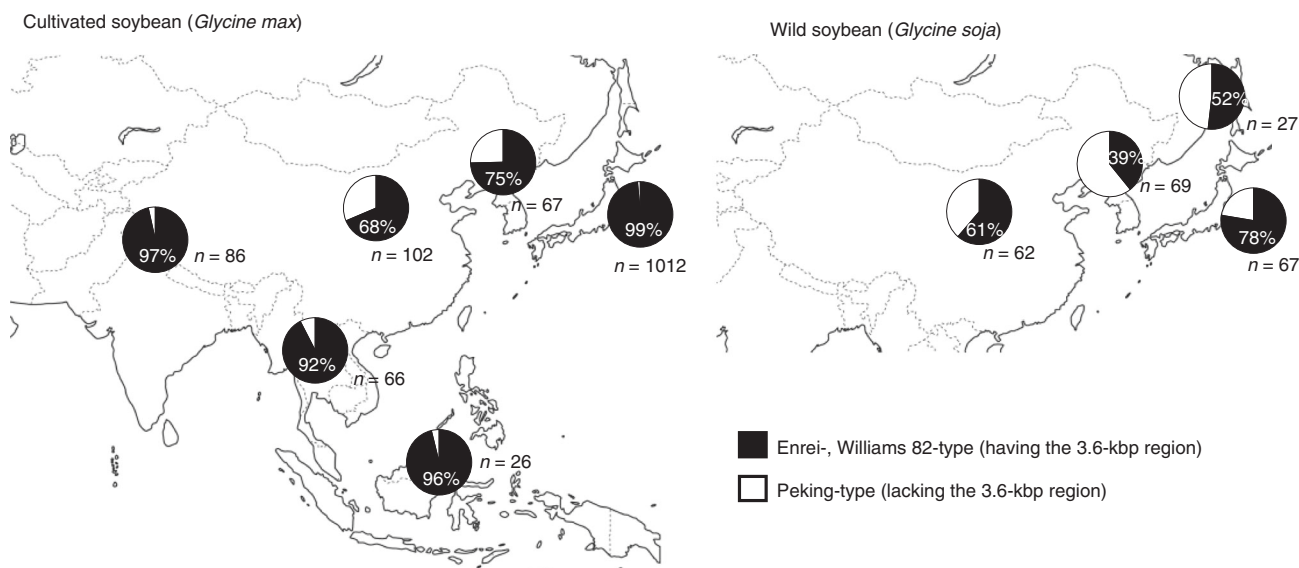 Cultivated soybean (Glycine max)
Wild soybean (Glycine soja)
52%
n = 27
39%
n = 69
75%
n = 67
68%
n = 102
99%
n = 1012
97%
n = 86
61%
n = 62
78%
n = 67
92%
n = 66
96%
n = 26
Enrei-, Williams 82-type (having the 3.6-kbp region)
Peking-type (lacking the 3.6-kbp region)